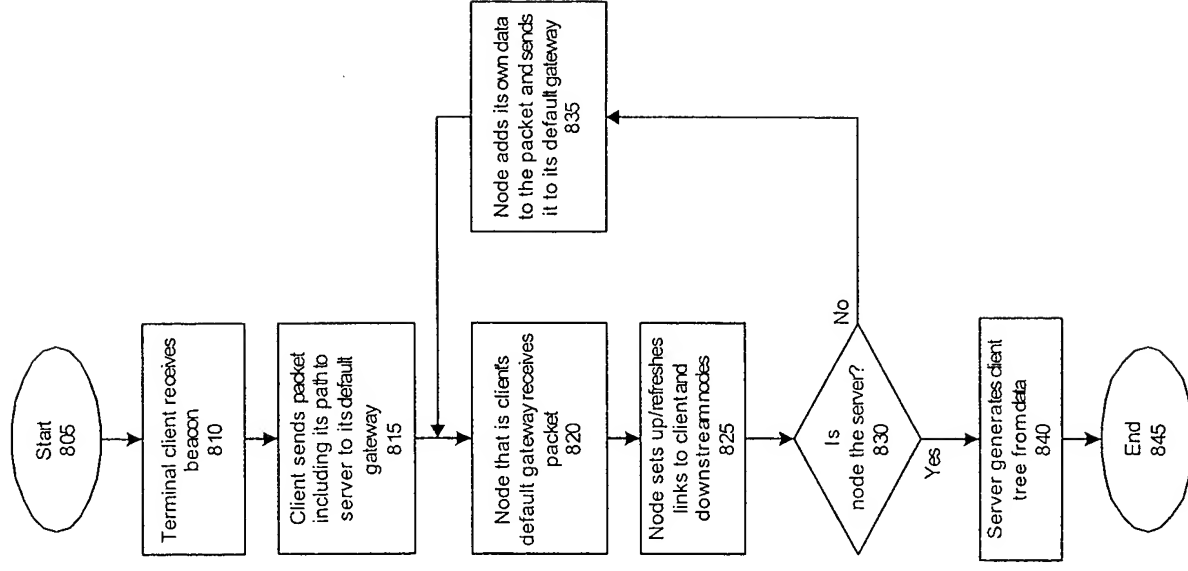 Start
805
Terminal client receives
beacon
810
Client sends packet
including its path to
server to its default
gateway
815
Node that is client's
default gateway receives
packet
820
Node sets up/refreshes
links to client and
downstream nodes
825
Is
node the server?
830
No
Yes
Node adds its own data
to the packet and sends
it to its default gateway
835
Server generates client
tree from data
840
End
845